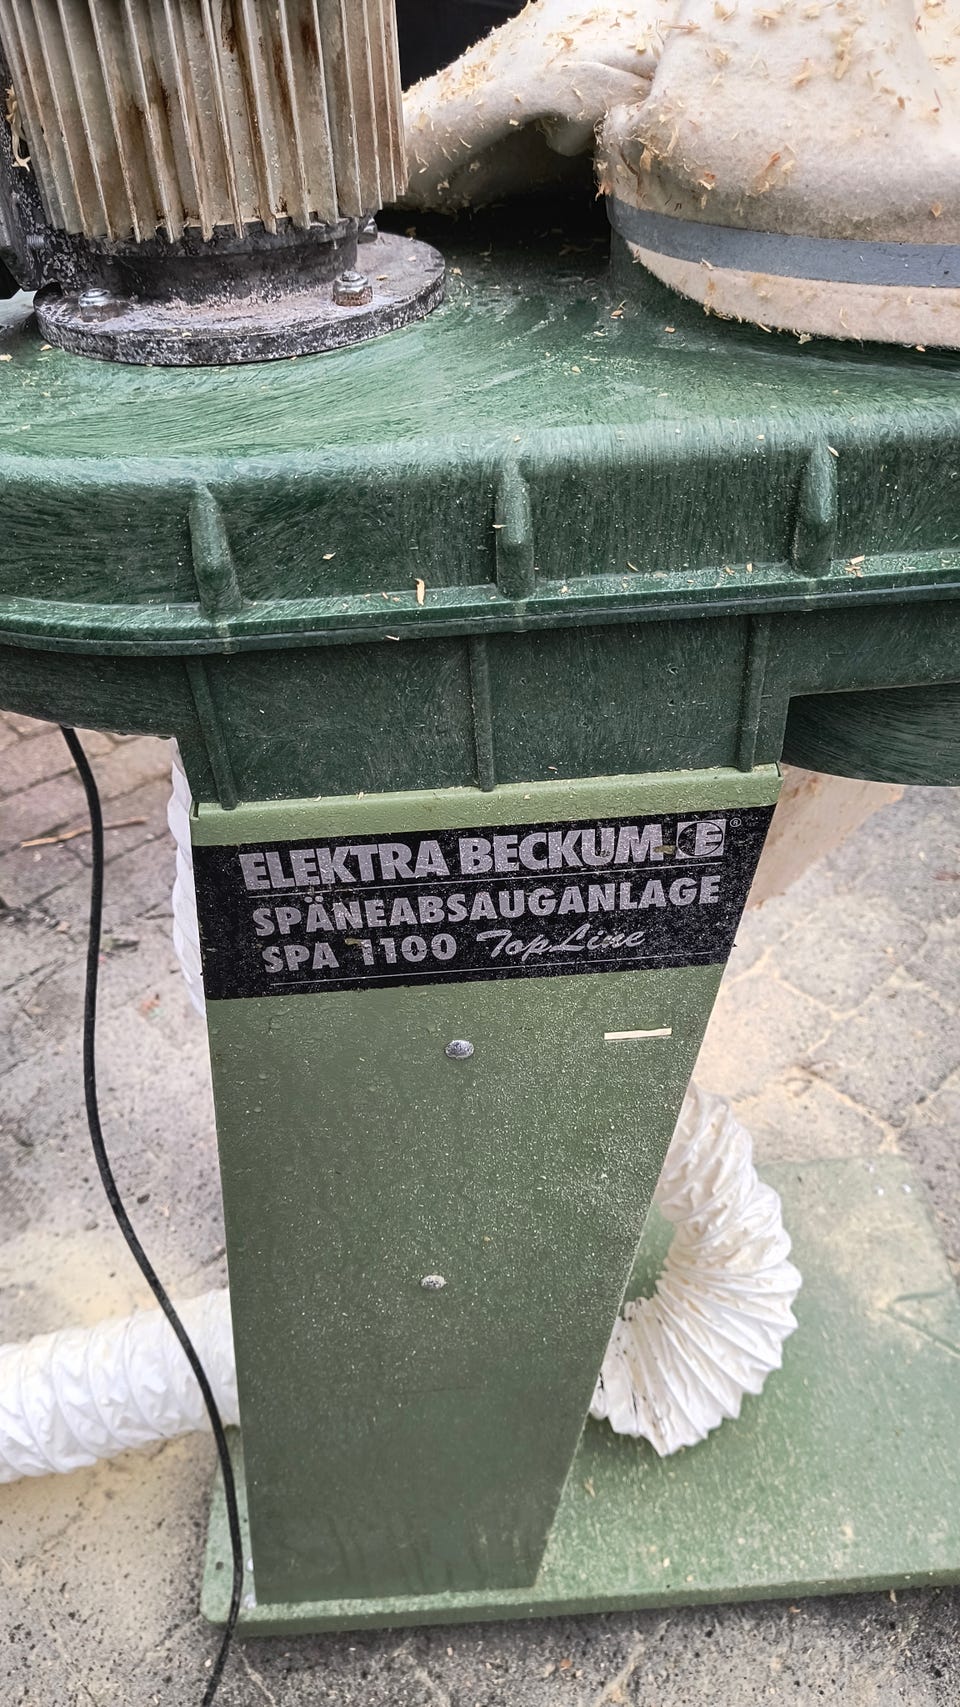 ELEKTRA BECKUM E ®
SPÄNEABSAUGANLAGE
SPA 1100 TopLine